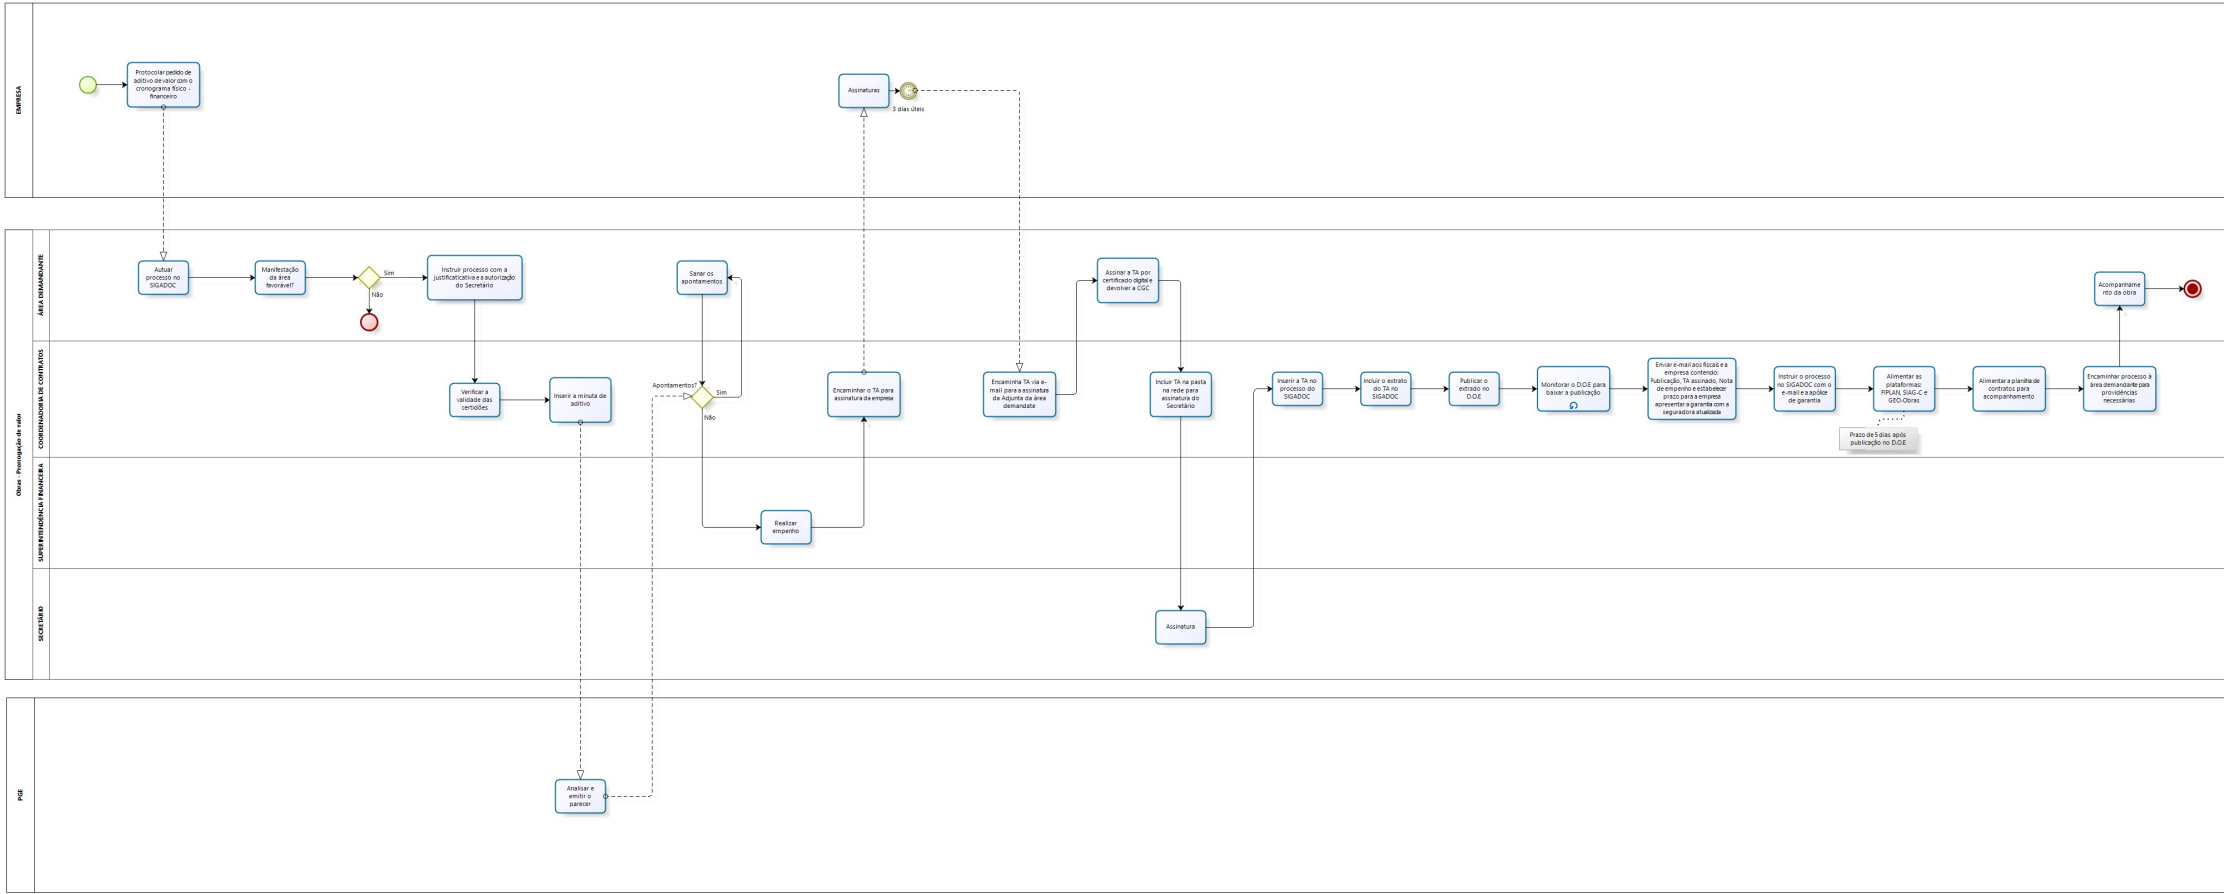 EMPRESA
Protocolar pedido de
aditivo de valor com o
cronograma físico -
financeiro
Assinaturas
3 dias úteis
Obras - Prorrogação de valor
ÁREA DEMANDANTE
Autuar
processo no
SIGADOC
Manifestação
da área
favorável?
Sim
Não
Instruir processo com a
justificaticativa e a autorização
do Secretário
Sanar os
apontamentos
Assinar a TA por
certificado digital e
devolver a CGC
Acompanhame
nto da obra
COORDENADORIA DE CONTRATOS
Verificar a
validade das
certidões
Inserir a minuta de
aditivo
Apontamentos?
Sim
Não
Encaminhar o TA para
assinatura da empresa
Encaminha TA via e-
mail para a assinatura
da Adjunta da área
demandate
Incluir TA na pasta
na rede para
assinatura do
Secretário
Inserir a TA no
processo do
SIGADOC
Incluir o extrato
do TA no
SIGADOC
Publicar o
extrado no
D.O.E
Monitorar o D.O.E para
baixar a publicação
Enviar e-mail aos fiscais e a
empresa contendo:
Publicação, TA assinado, Nota
de empenho e estabelecer
prazo para a empresa
apresentar a garantia com a
seguradora atualizada
Instruir o processo
no SIGADOC com o
e-mail e a apólice
de garantia
Alimentar as
plataformas:
FIPLAN, SIAG-C e
GEO-Obras
Prazo de 5 dias após
publicação no D.O.E
Alimentar a planilha de
contratos para
acompanhamento
Encaminhar processo à
área demandante para
providências
necessárias
SUPERINTENDÊNCIA FINANCEIRA
Realizar
empenho
SECRETÁRIO
Assinatura
PGE
Analisar e
emitir o
parecer